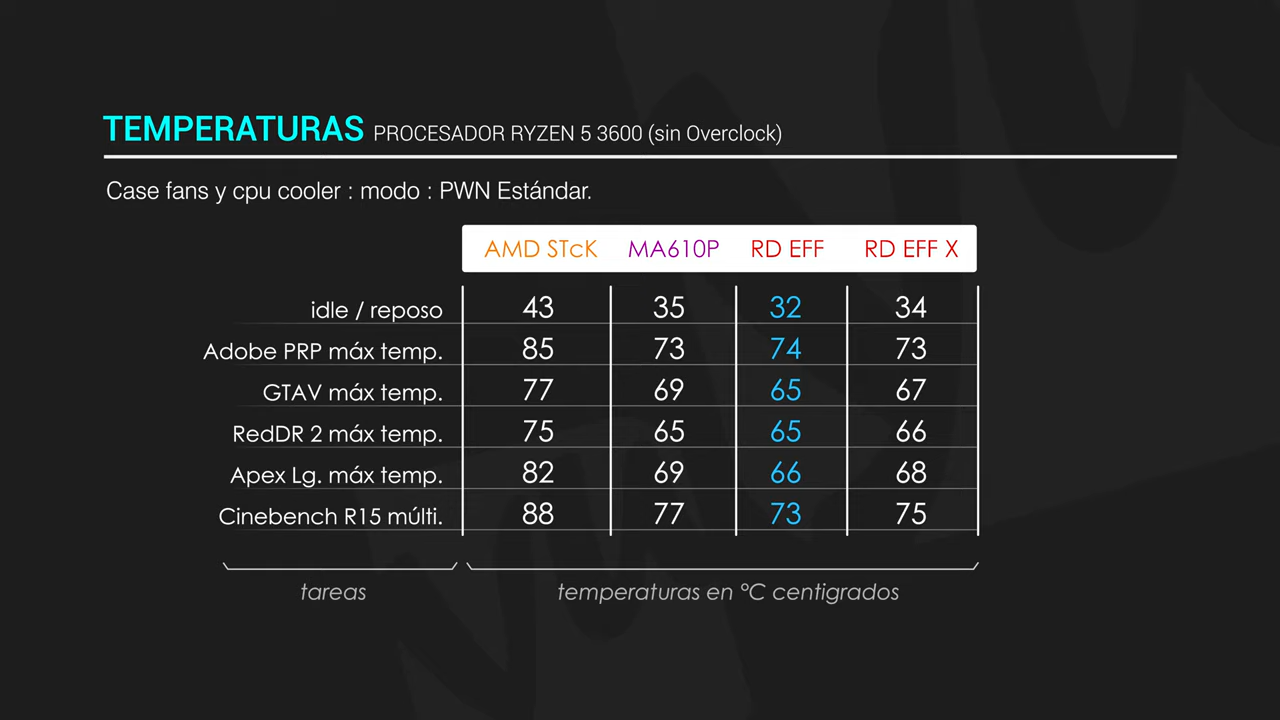 TEMPERATURAS PROCESADOR RYZEN 5 3600 (sin Overclock)
Case fans y cpu cooler : modo : PWN Estándar.
AMD STcK MA610P RD EFF RD EFF X
idle / reposo 43 35 32 34
Adobe PRP máx temp. 85 73 74 73
GTAV máx temp. 77 69 65 67
RedDR 2 máx temp. 75 65 65 66
Apex Lg. máx temp. 82 69 66 68
Cinebench R15 múlti. 88 77 73 75
tareas temperaturas en °C centigrados